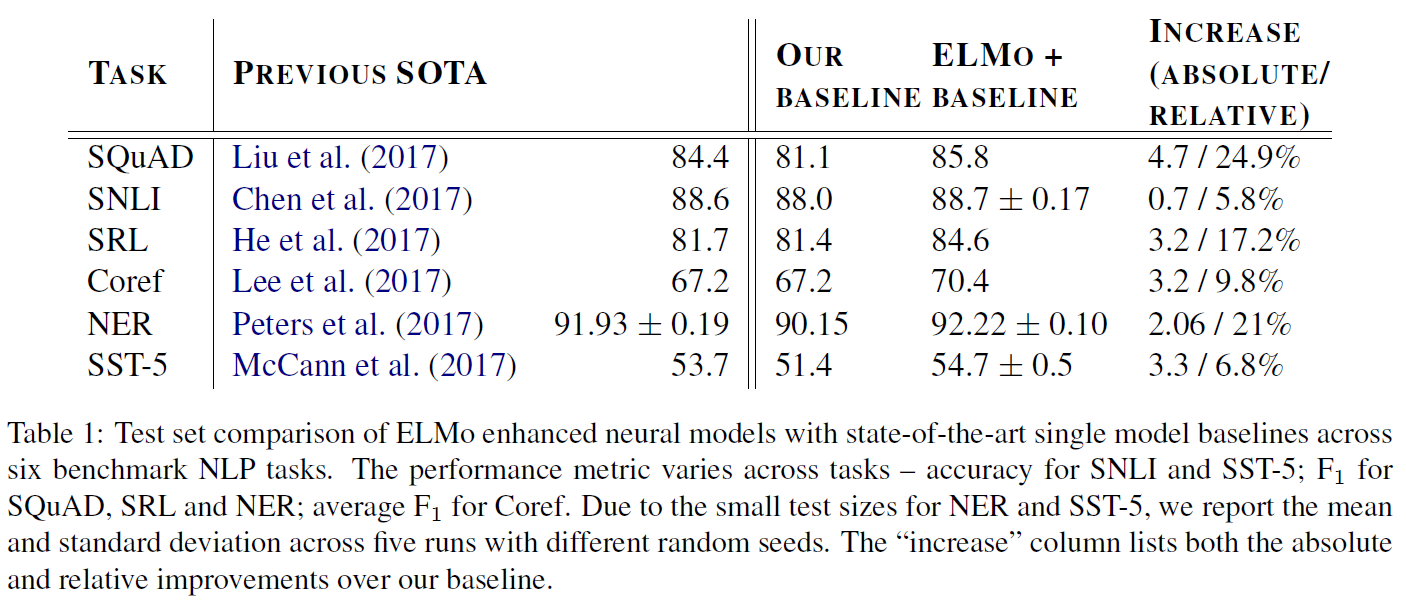 TASK PREVIOUS SOTA OUR BASELINE ELMO + BASELINE INCREASE (ABSOLUTE/ RELATIVE)
SQuAD Liu et al. (2017) 84.4 81.1 85.8 4.7 / 24.9%
SNLI Chen et al. (2017) 88.6 88.0 88.7 ± 0.17 0.7 / 5.8%
SRL He et al. (2017) 81.7 81.4 84.6 3.2 / 17.2%
Coref Lee et al. (2017) 67.2 67.2 70.4 3.2 / 9.8%
NER Peters et al. (2017) 91.93 ± 0.19 90.15 92.22 ± 0.10 2.06 / 21%
SST-5 McCann et al. (2017) 53.7 51.4 54.7 ± 0.5 3.3 / 6.8%
Table 1: Test set comparison of ELMo enhanced neural models with state-of-the-art single model baselines across
six benchmark NLP tasks. The performance metric varies across tasks – accuracy for SNLI and SST-5; F1 for
SQuAD, SRL and NER; average F1 for Coref. Due to the small test sizes for NER and SST-5, we report the mean
and standard deviation across five runs with different random seeds. The “increase” column lists both the absolute
and relative improvements over our baseline.